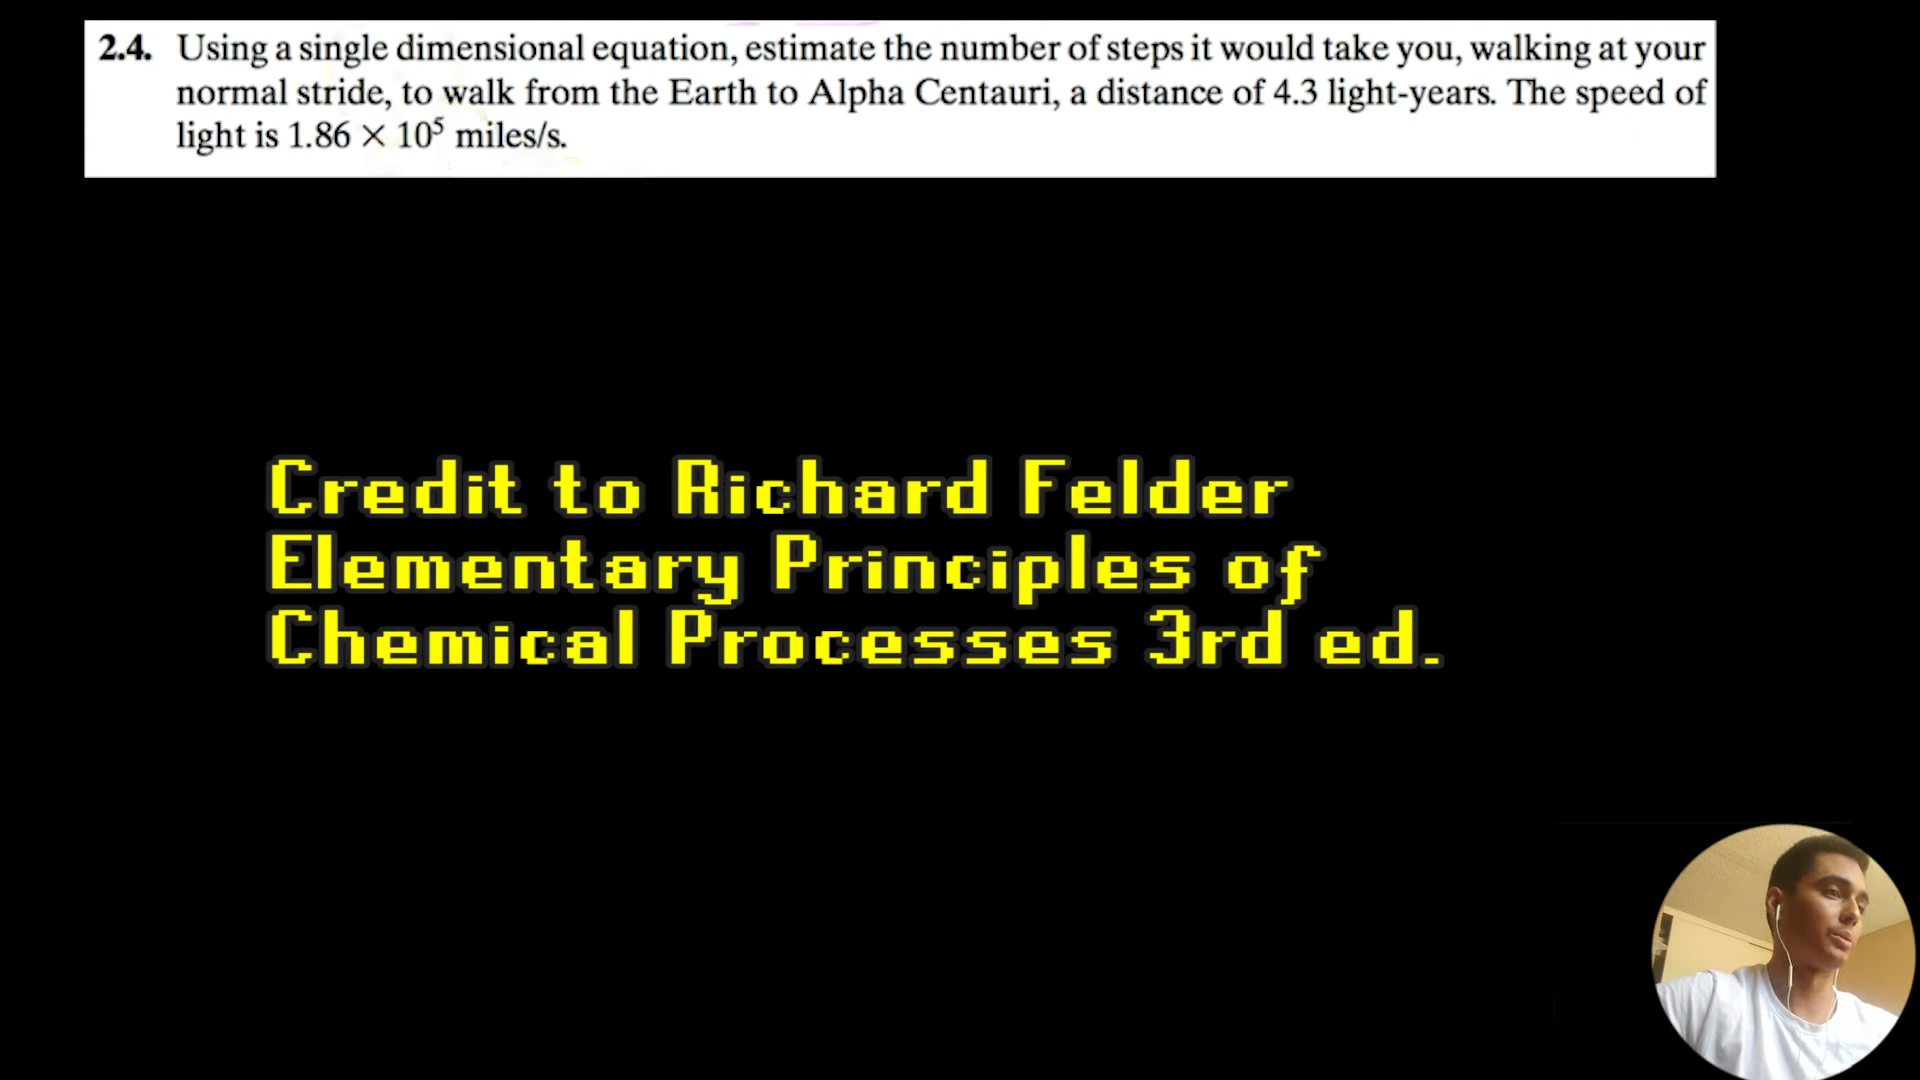 2.4. Using a single dimensional equation, estimate the number of steps it would take you, walking at your
normal stride, to walk from the Earth to Alpha Centauri, a distance of 4.3 light-years. The speed of
light is 1.86 × 10⁵ miles/s.
Credit to Richard Felder
Elementary Principles of
Chemical Processes 3rd ed.